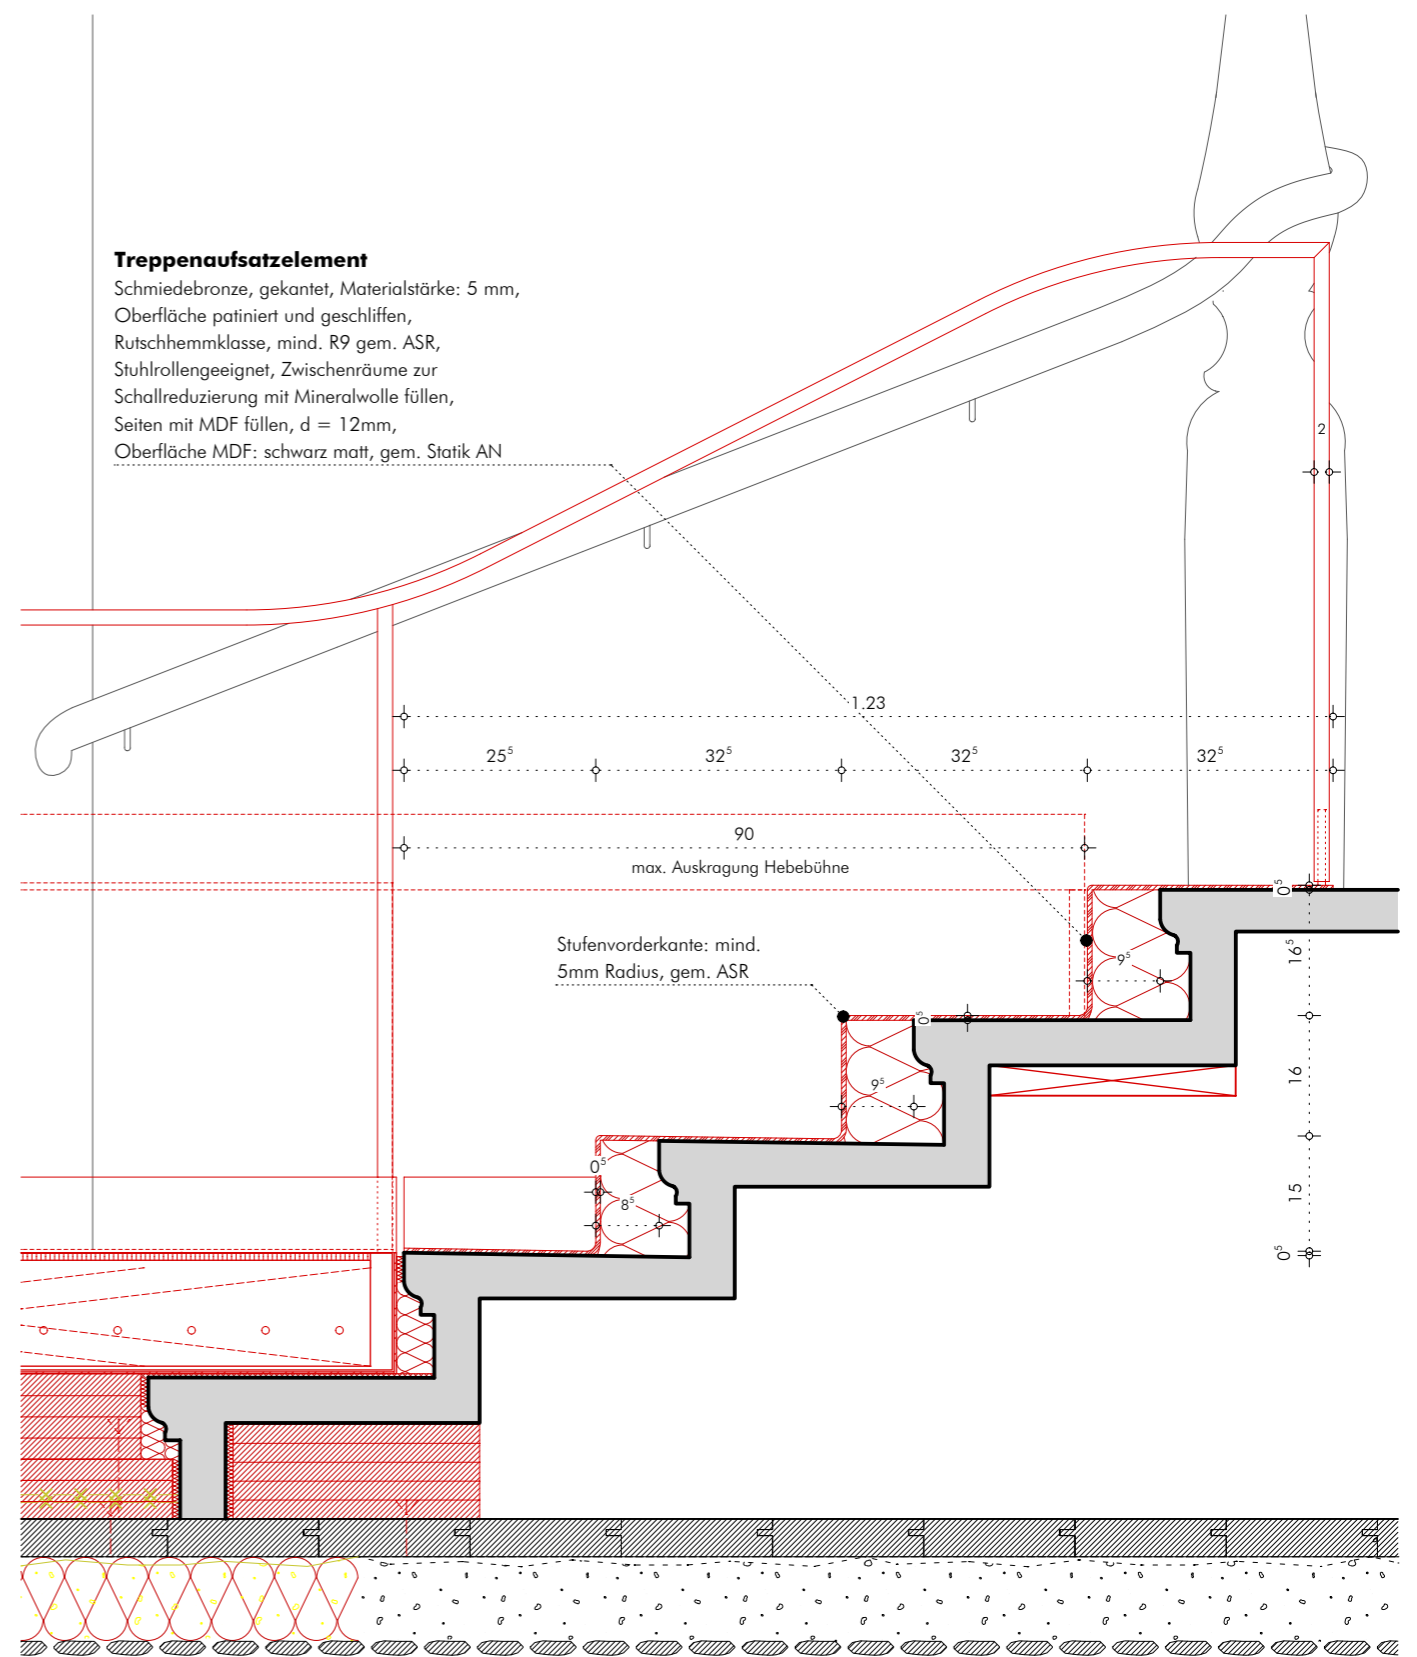 Treppenaufsatzelement
Schmiedebronze, gekantet, Materialstärke: 5 mm,
Oberfläche patiniert und geschliffen,
Rutschhemmklasse, mind. R9 gem. ASR,
Stuhlrollengeeignet, Zwischenräume zur
Schallreduzierung mit Mineralwolle füllen,
Seiten mit MDF füllen, d = 12mm,
Oberfläche MDF: schwarz matt, gem. Statik AN
2
1.23
25⁵ 32⁵ 32⁵ 32⁵
90
max. Auskragung Hebebühne
0⁵
Stufenvorderkante: mind.
5mm Radius, gem. ASR
9⁵
16⁵
0⁵
9⁵
16
0⁵
8⁵
15
0⁵